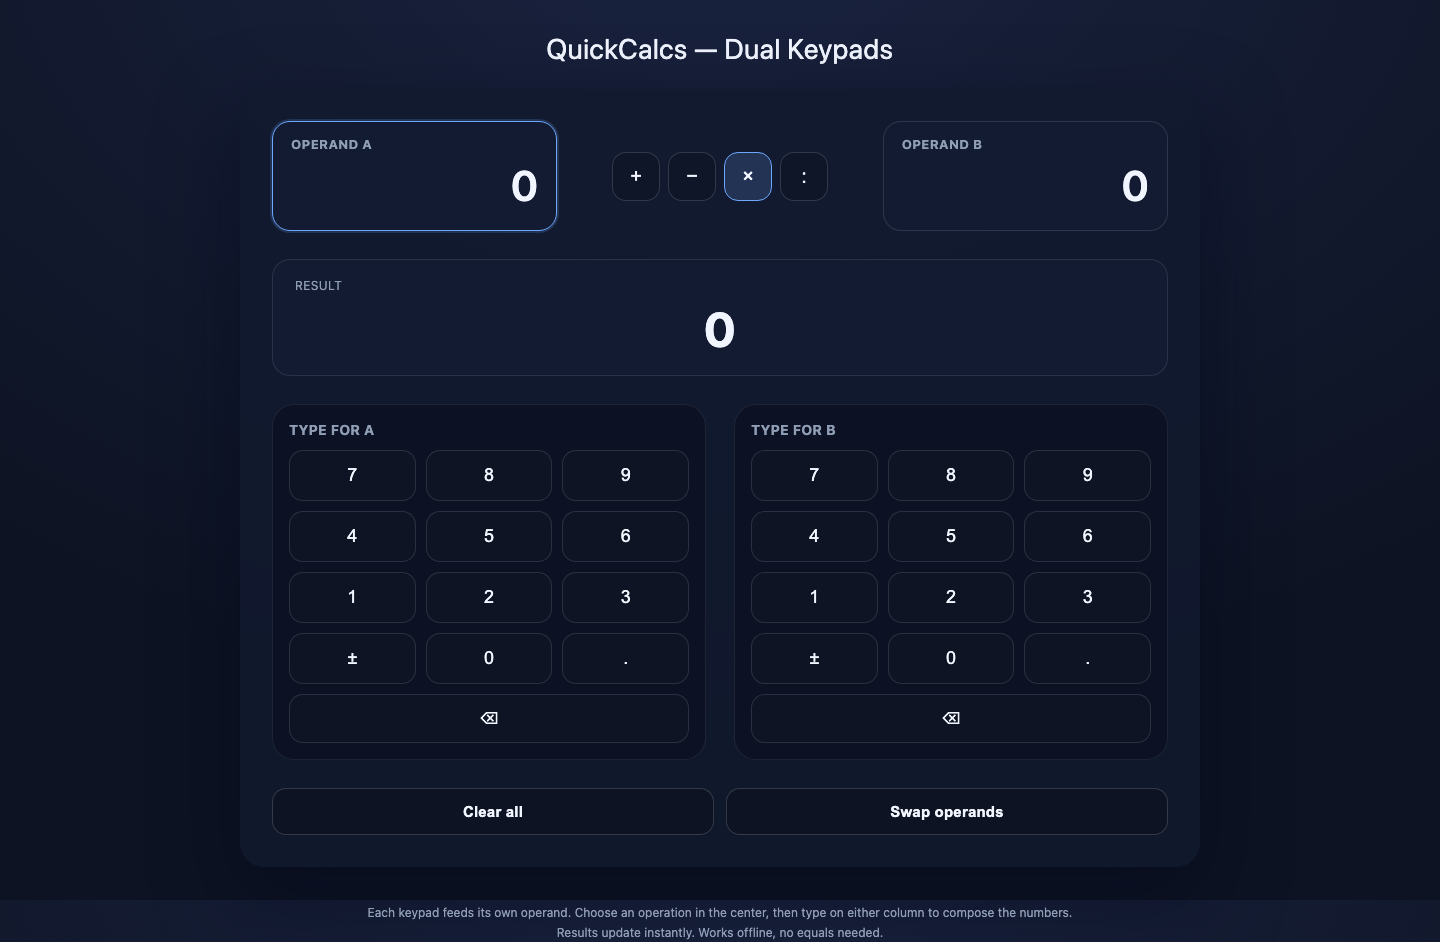 QuickCalcs — Dual Keypads
OPERAND A
0
+ − × :
OPERAND B
0
RESULT
0
TYPE FOR A
7 8 9
4 5 6
1 2 3
± 0 .
⌫
TYPE FOR B
7 8 9
4 5 6
1 2 3
± 0 .
⌫
Clear all
Swap operands
Each keypad feeds its own operand. Choose an operation in the center, then type on either column to compose the numbers.
Results update instantly. Works offline, no equals needed.